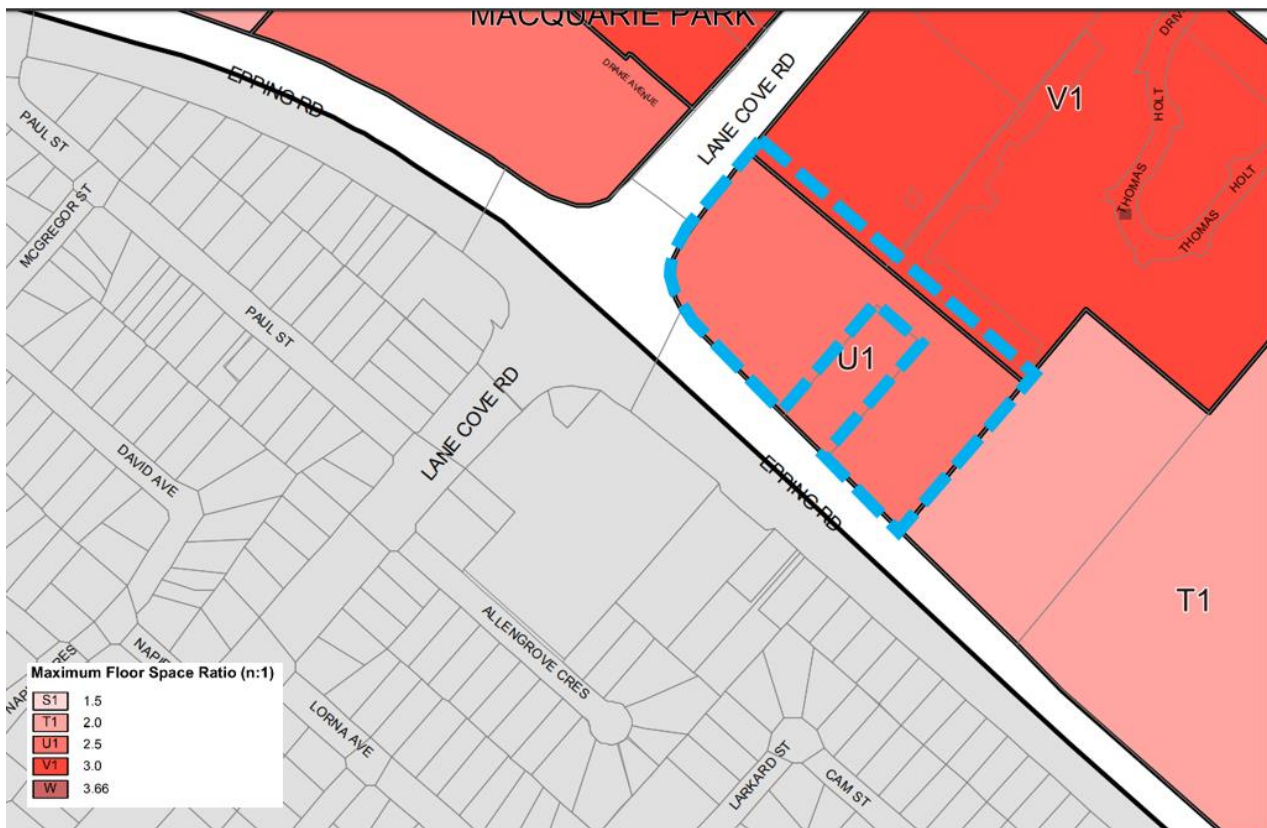 MACQUARIE PARK
DRIV
EPPING RD
DRAKE AVENUE
LANE COVE RD
V1
HOLT
THOMAS
HOLT
THOMAS
PAUL ST
MCGREGOR ST
PAUL ST
U1
LANE COVE RD
DAVID AVE
EPPING RD
T1
ALLENGROVE CRES
LORNA AVE
LARKARD ST
CAM ST
Maximum Floor Space Ratio (n:1)
S1 1.5
T1 2.0
U1 2.5
V1 3.0
W 3.66